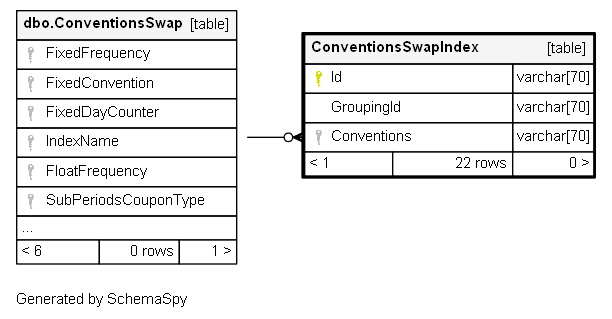 dbo.ConventionsSwap [table]
FixedFrequency
FixedConvention
FixedDayCounter
IndexName
FloatFrequency
SubPeriodsCouponType
...
< 6 0 rows 1 >
ConventionsSwapIndex [table]
Id varchar[70]
GroupingId varchar[70]
Conventions varchar[70]
< 1 22 rows 0 >
Generated by SchemaSpy